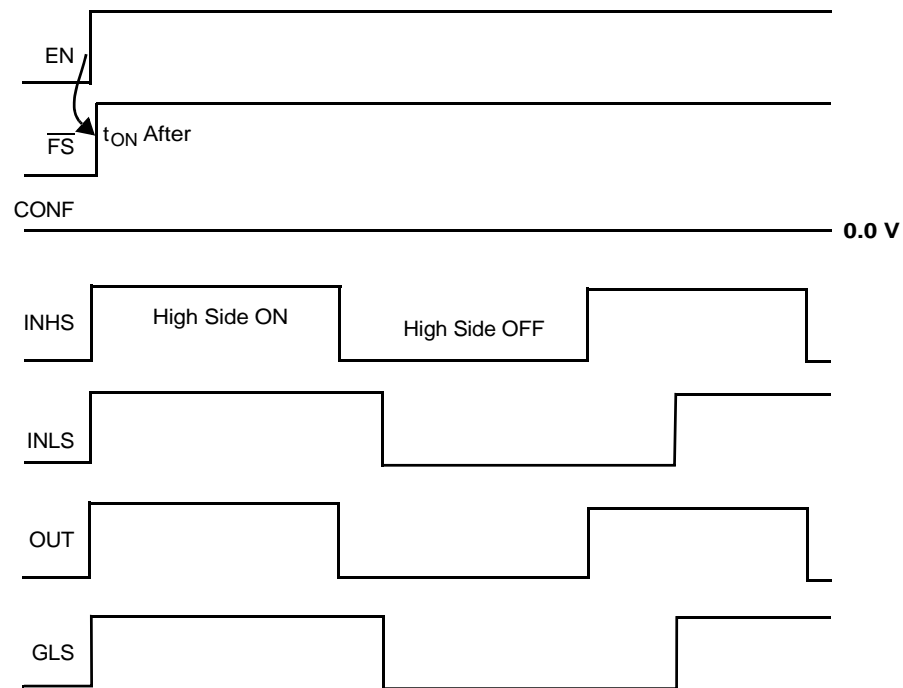 EN
FS
tON After
CONF
0.0 V
INHS
High Side ON
High Side OFF
INLS
OUT
GLS